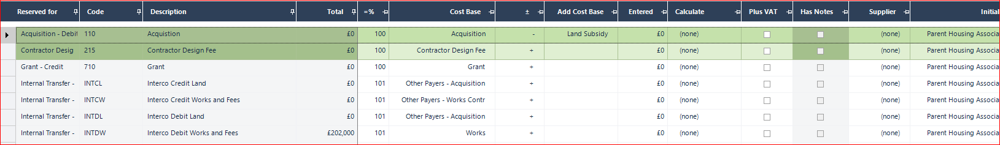 Reserved for Code Description Total =% Cost Base ± Add Cost Base Entered Calculate Plus VAT Has Notes Supplier Initial
Acquisition - Debit 110 Acquistion £0 100 Acquisition - Land Subsidy £0 (none) (none) Parent Housing Associa
Contractor Desig 215 Contractor Design Fee £0 100 Contractor Design Fee + £0 (none) (none) Parent Housing Associa
Grant - Credit 710 Grant £0 100 Grant + £0 (none) (none) Parent Housing Associa
Internal Transfer - INTCL Interco Credit Land £0 101 Other Payers - Acquisition + £0 (none) (none) Parent Housing Associa
Internal Transfer - INTCW Interco Credit Works and Fees £0 101 Other Payers - Works Contr + £0 (none) (none) Parent Housing Associa
Internal Transfer - INTDL Interco Debit Land £0 101 Other Payers - Acquisition + £0 (none) (none) Parent Housing Associa
Internal Transfer - INTDW Interco Debit Works and Fees £202,000 101 Works + £0 (none) (none) Parent Housing Associa